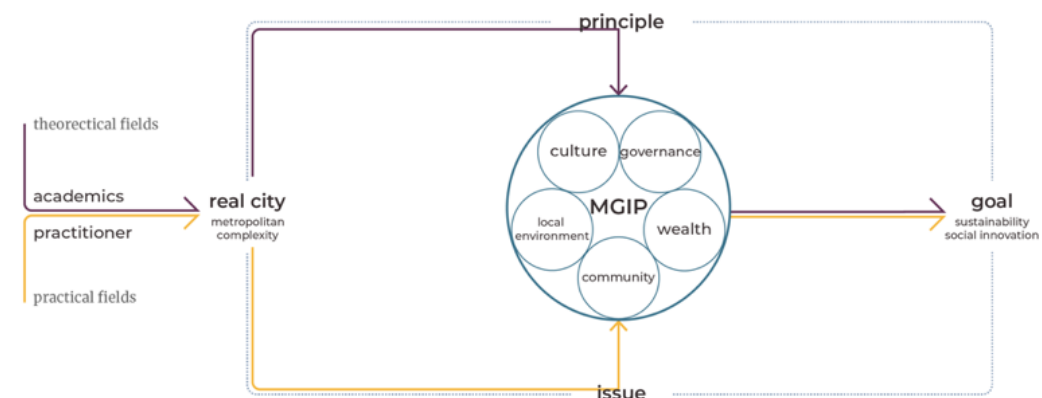 principle
theorectical fields
culture
governance
academics
real city
MGIP
goal
metropolitan
complexity
local
environment
wealth
sustainability
social innovation
practitioner
community
practical fields
issue